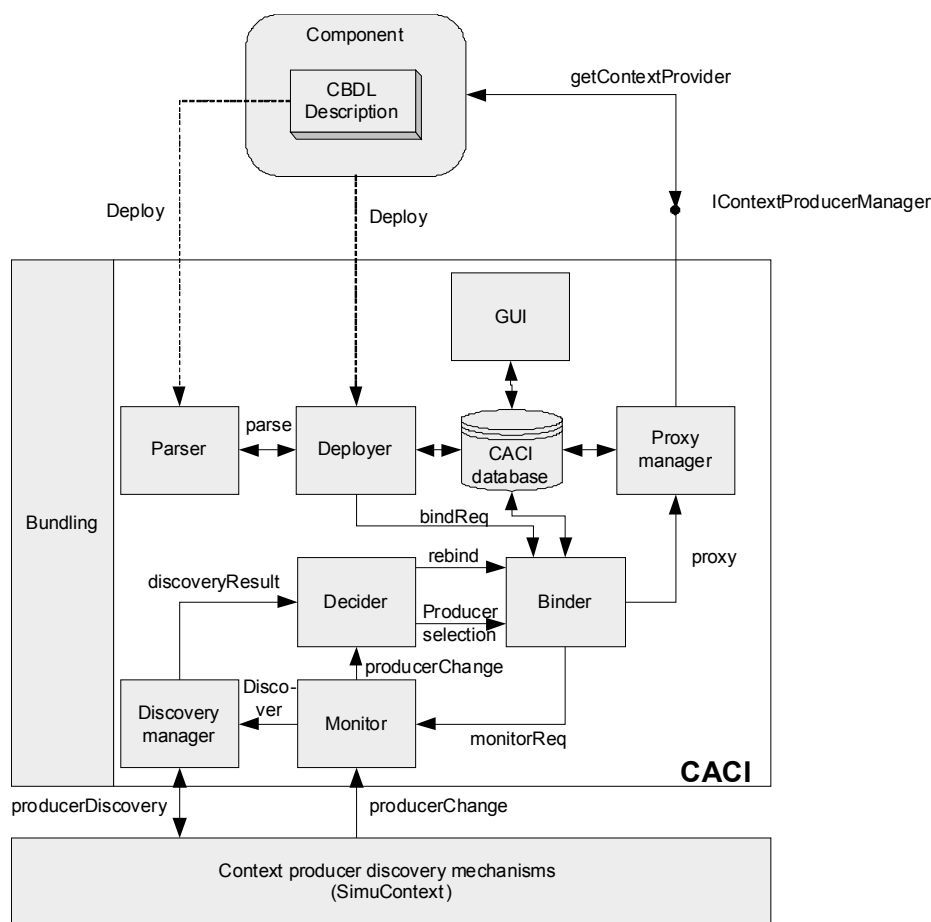 Component
CBDL
Description
getContextProvider
IContextProducerManager
Deploy
Deploy
GUI
Parser
parse
Deployer
CACI
database
Proxy
manager
Bundling
bindReq
rebind
proxy
discoveryResult
Decider
Producer
selection
Binder
producerChange
Disco-
ver
Discovery
manager
Monitor
monitorReq
CACI
producerDiscovery
producerChange
Context producer discovery mechanisms
(SimuContext)